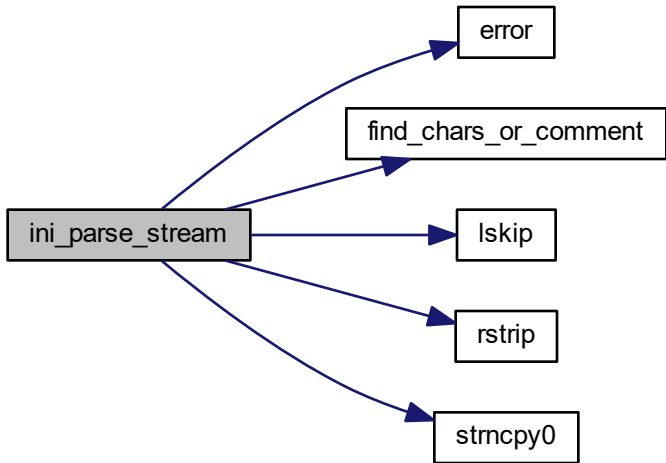 error
find_chars_or_comment
ini_parse_stream
lskip
rstrip
strncpy0